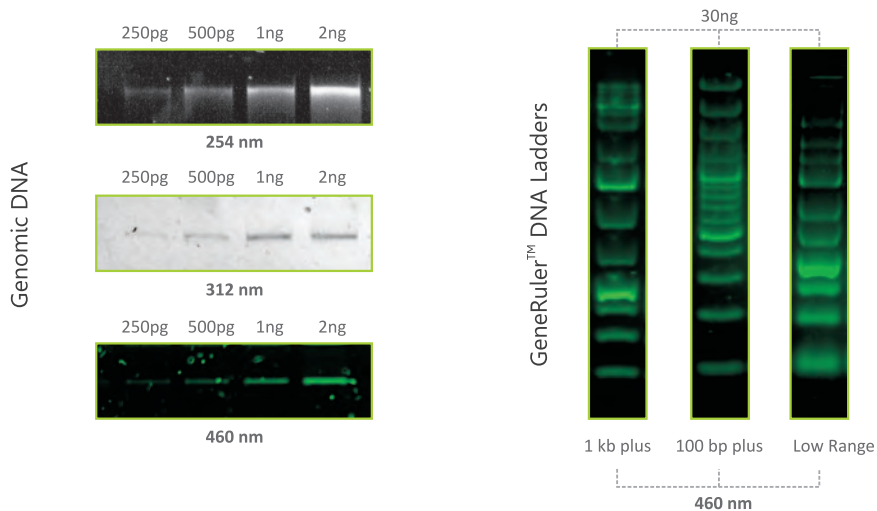 Genomic DNA
250pg 500pg 1ng 2ng
254 nm
250pg 500pg 1ng 2ng
312 nm
250pg 500pg 1ng 2ng
460 nm
GeneRuler™ DNA Ladders
30ng
1 kb plus 100 bp plus Low Range
460 nm